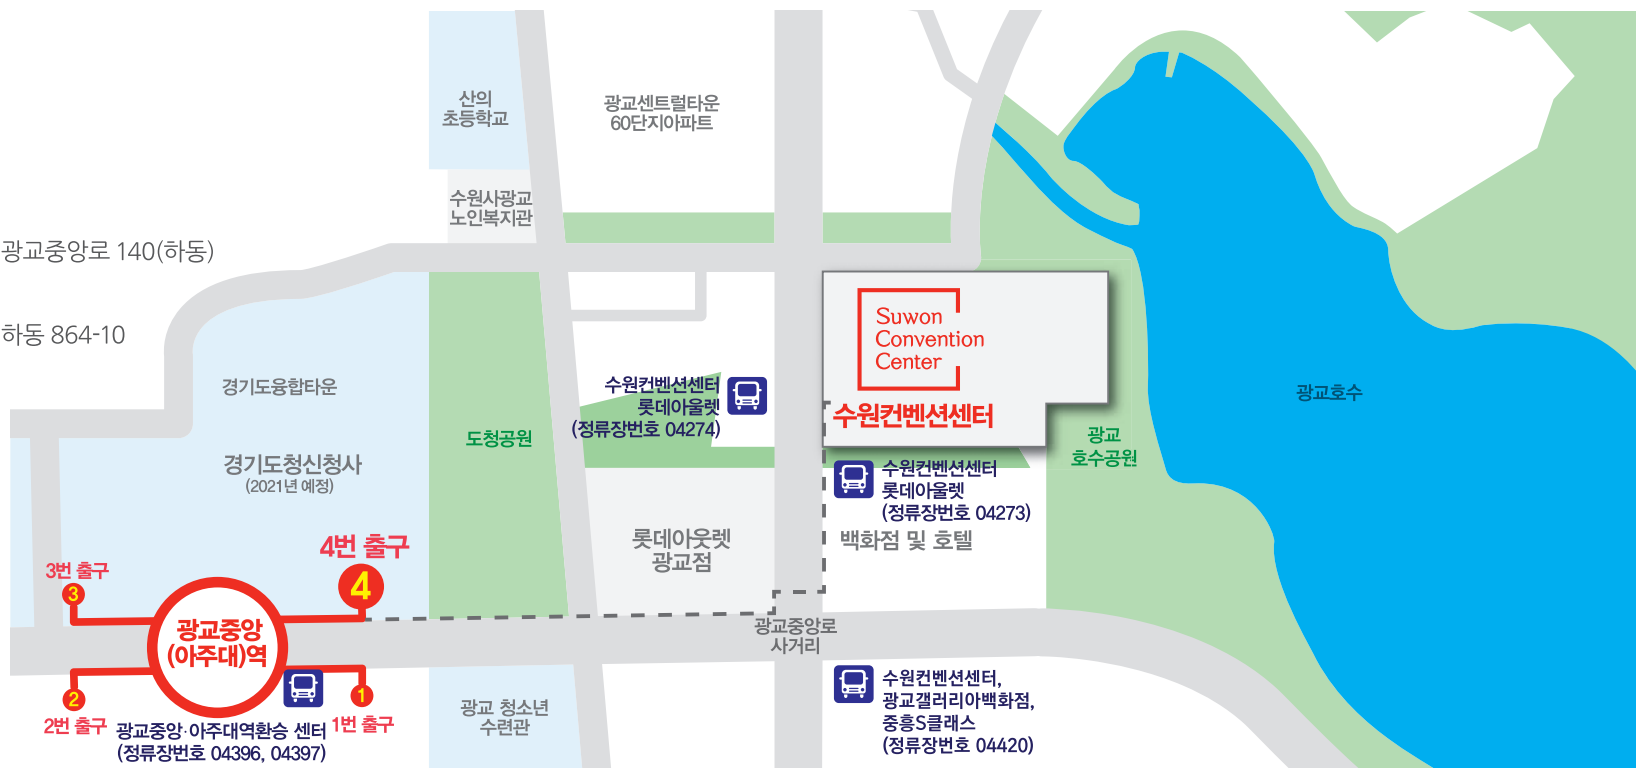 산의
초등학교
광교센트럴타운
60단지아파트
수원시광교
노인복지관
광교중앙로 140(하동)
하동 864-10
Suwon
Convention
Center
수원컨벤션센터
경기도융합타운
경기도청신청사
(2021년 예정)
도청공원
수원컨벤션센터
롯데아울렛
(정류장번호 04274)
광교호수
광교
호수공원
수원컨벤션센터
롯데아울렛
(정류장번호 04273)
롯데아웃렛
광교점
백화점 및 호텔
4번 출구
4
3번 출구
3
광교중앙
(아주대)역
광교중앙로
사거리
2
2번 출구
1
1번 출구
광교중앙·아주대역환승 센터
(정류장번호 04396, 04397)
광교 청소년
수련관
수원컨벤션센터,
광교갤러리아백화점,
중흥S클래스
(정류장번호 04420)